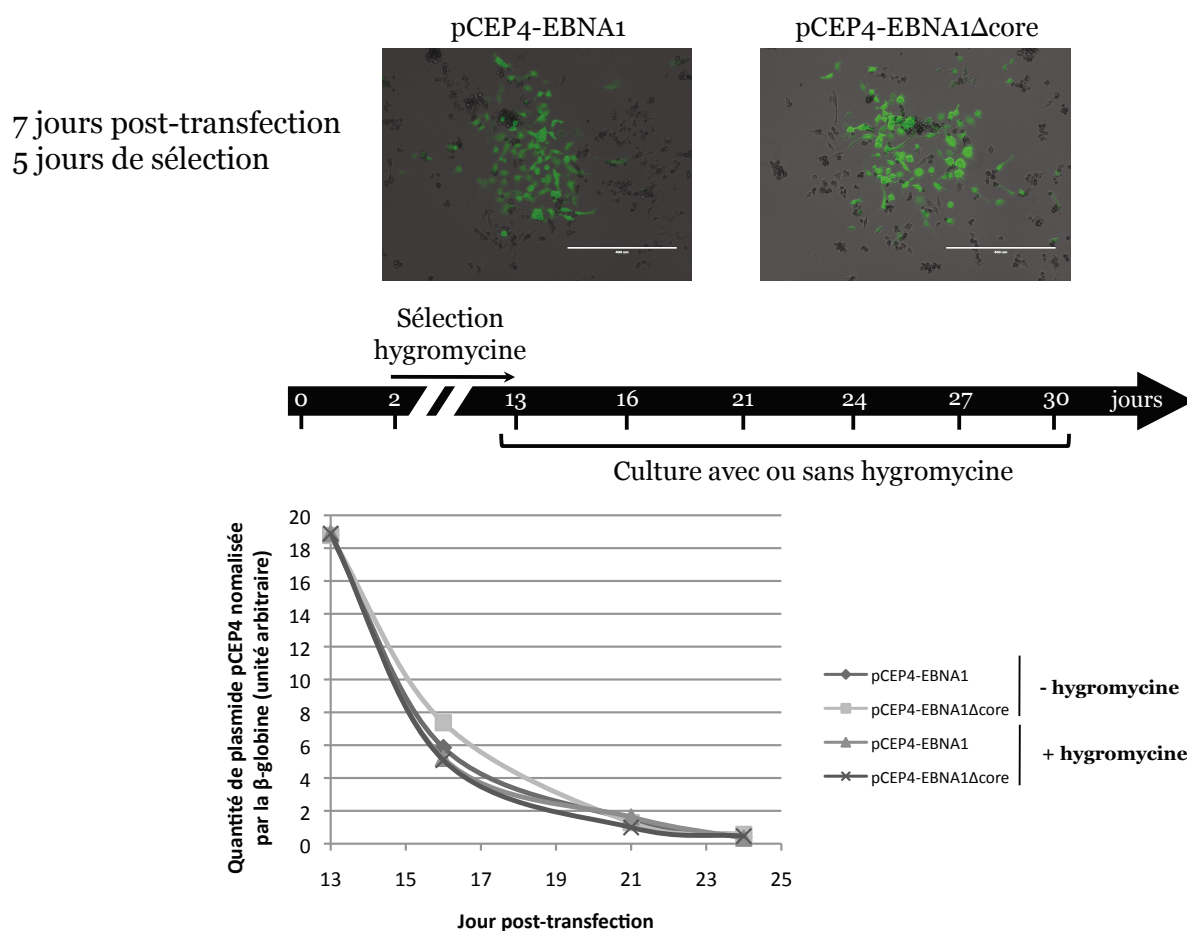 pCEP4-EBNA1
pCEP4-EBNA1Δcore
7 jours post-transfection
5 jours de sélection
Sélection
hygromycine
0 2 13 16 21 24 27 30 jours
Culture avec ou sans hygromycine
Quantité de plasmide pCEP4 nomalisée
par la β-globine (unité arbitraire)
20
18
16
14
12
10
8
6
4
2
0
13 15 17 19 21 23 25
Jour post-transfection
pCEP4-EBNA1
pCEP4-EBNA1Δcore
- hygromycine
pCEP4-EBNA1
pCEP4-EBNA1Δcore
+ hygromycine